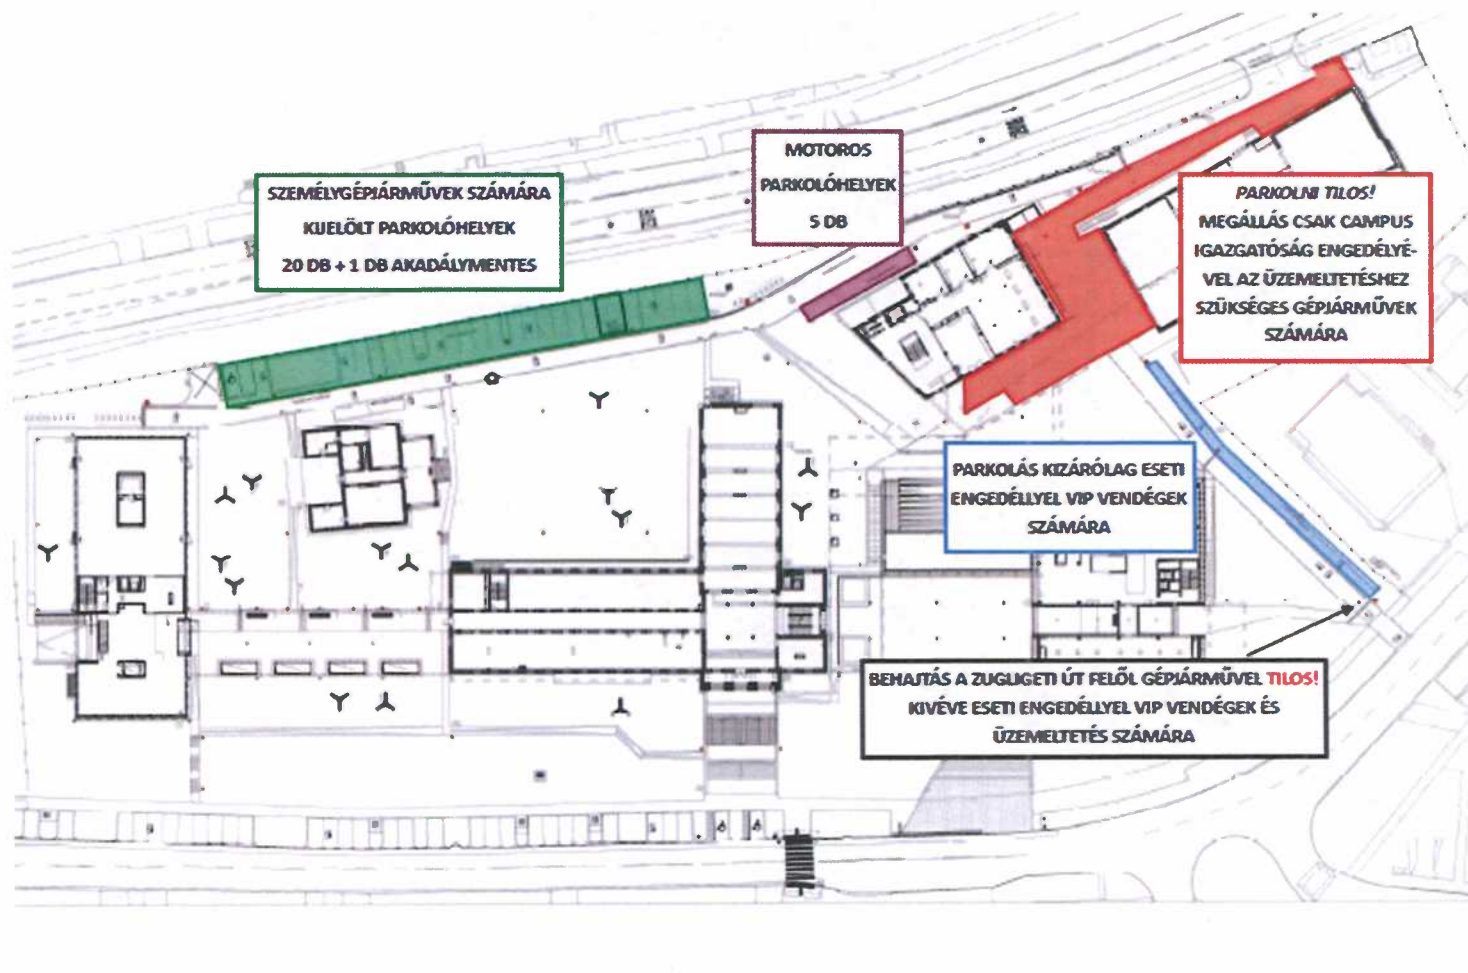 SZEMÉLYGÉPJÁRMŰVEK SZÁMÁRA
KIJELÖLT PARKOLÓHELYEK
20 DB + 1 DB AKADÁLYMENTES
MOTOROS
PARKOLÓHELYEK
5 DB
PARKOLNI TILOS!
MEGÁLLÁS CSAK CAMPUS
IGAZGATÓSÁG ENGEDÉLYÉ-
VEL AZ ÜZEMELTETÉSHEZ
SZÜKSÉGES GÉPJÁRMŰVEK
SZÁMÁRA
PARKOLÁS KIZÁRÓLAG ESETI
ENGEDÉLLYEL VIP VENDÉGEK
SZÁMÁRA
BEHAJTÁS A ZUGLIGETI ÚT FELŐL GÉPJÁRMŰVEL TILOS!
KIVÉVE ESETI ENGEDÉLLYEL VIP VENDÉGEK ÉS
ÜZEMELTETÉS SZÁMÁRA